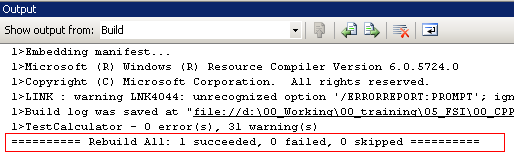 Output
Show output from: Build
1>Embedding manifest...
1>Microsoft (R) Windows (R) Resource Compiler Version 6.0.5724.0
1>Copyright (C) Microsoft Corporation.  All rights reserved.
1>LINK : warning LNK4044: unrecognized option '/ERRORREPORT:PROMPT'; ign
1>Build log was saved at "file://d:\00_Working\00_training\05_FSI\00_CPP
1>TestCalculator - 0 error(s), 31 warning(s)
========== Rebuild All: 1 succeeded, 0 failed, 0 skipped ==========